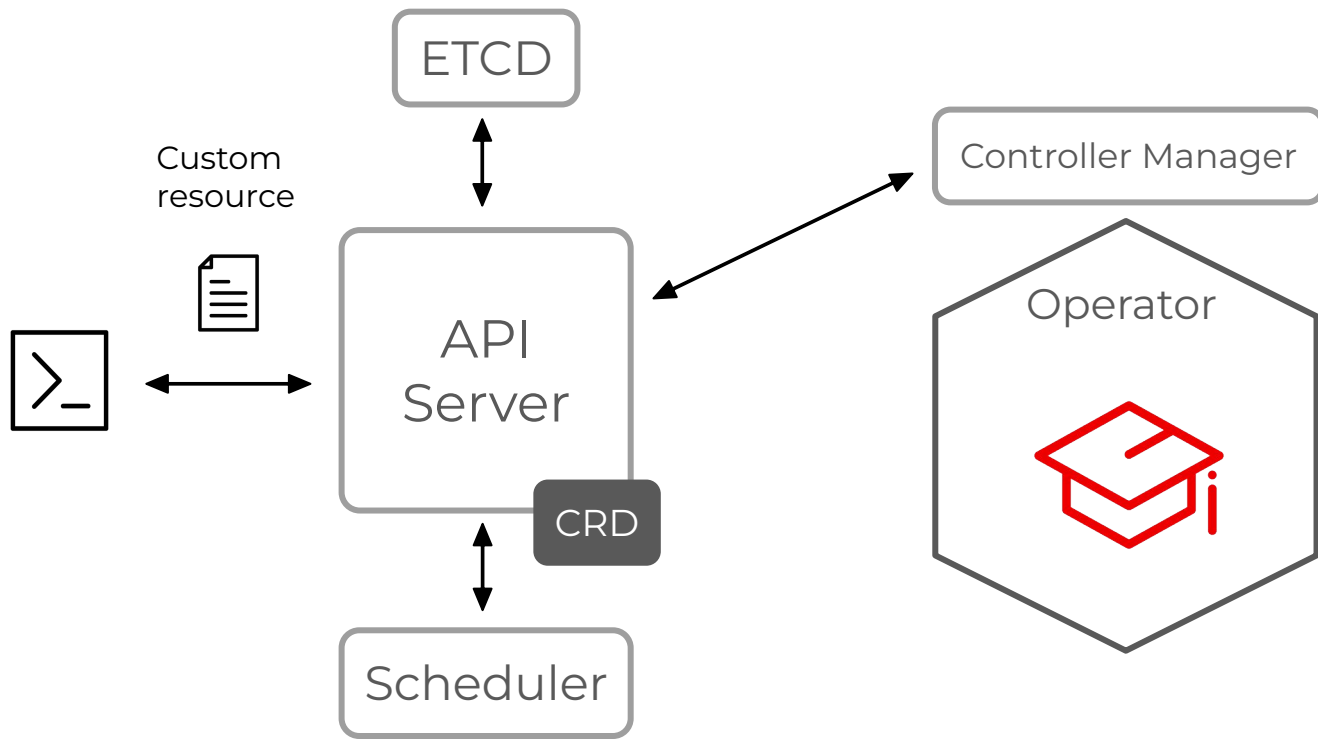 ETCD
Custom
resource
Controller Manager
Operator
API
Server
CRD
Scheduler